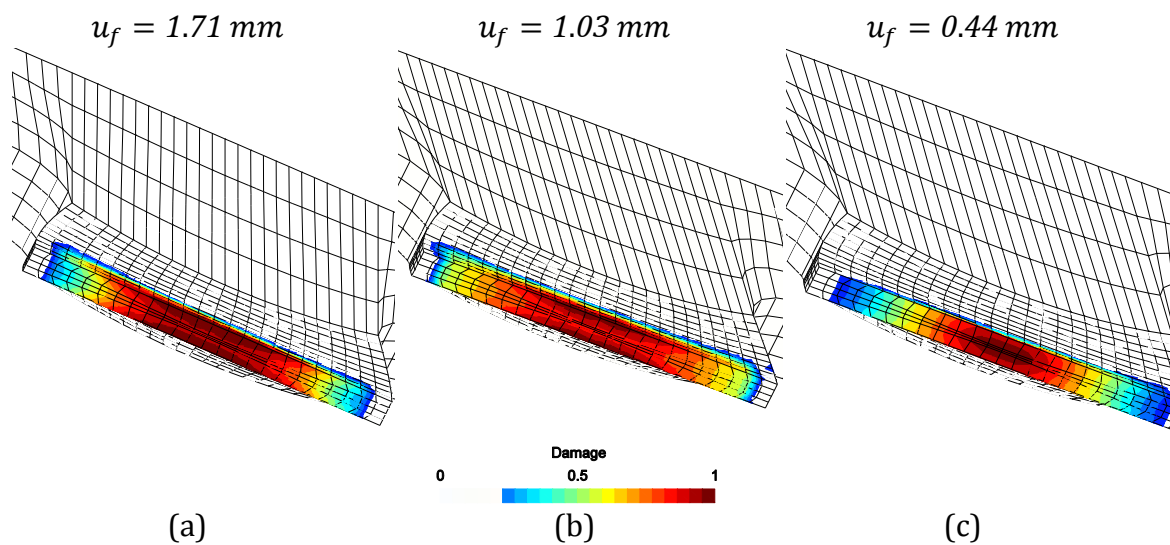 u_f = 1.71 mm
u_f = 1.03 mm
u_f = 0.44 mm
Damage
0 0.5 1
(a) (b) (c)